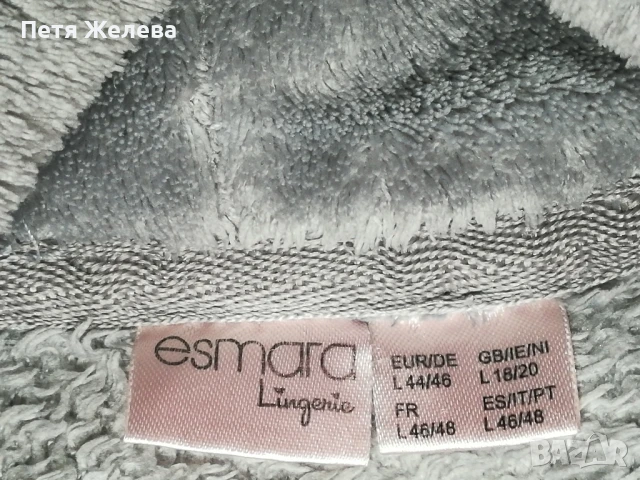 Петя Желева
esmara
Lingerie
EUR/DE GB/IE/NI
L 44/46 L 18/20
FR ES/IT/PT
L 46/48 L 46/48
BAZAR